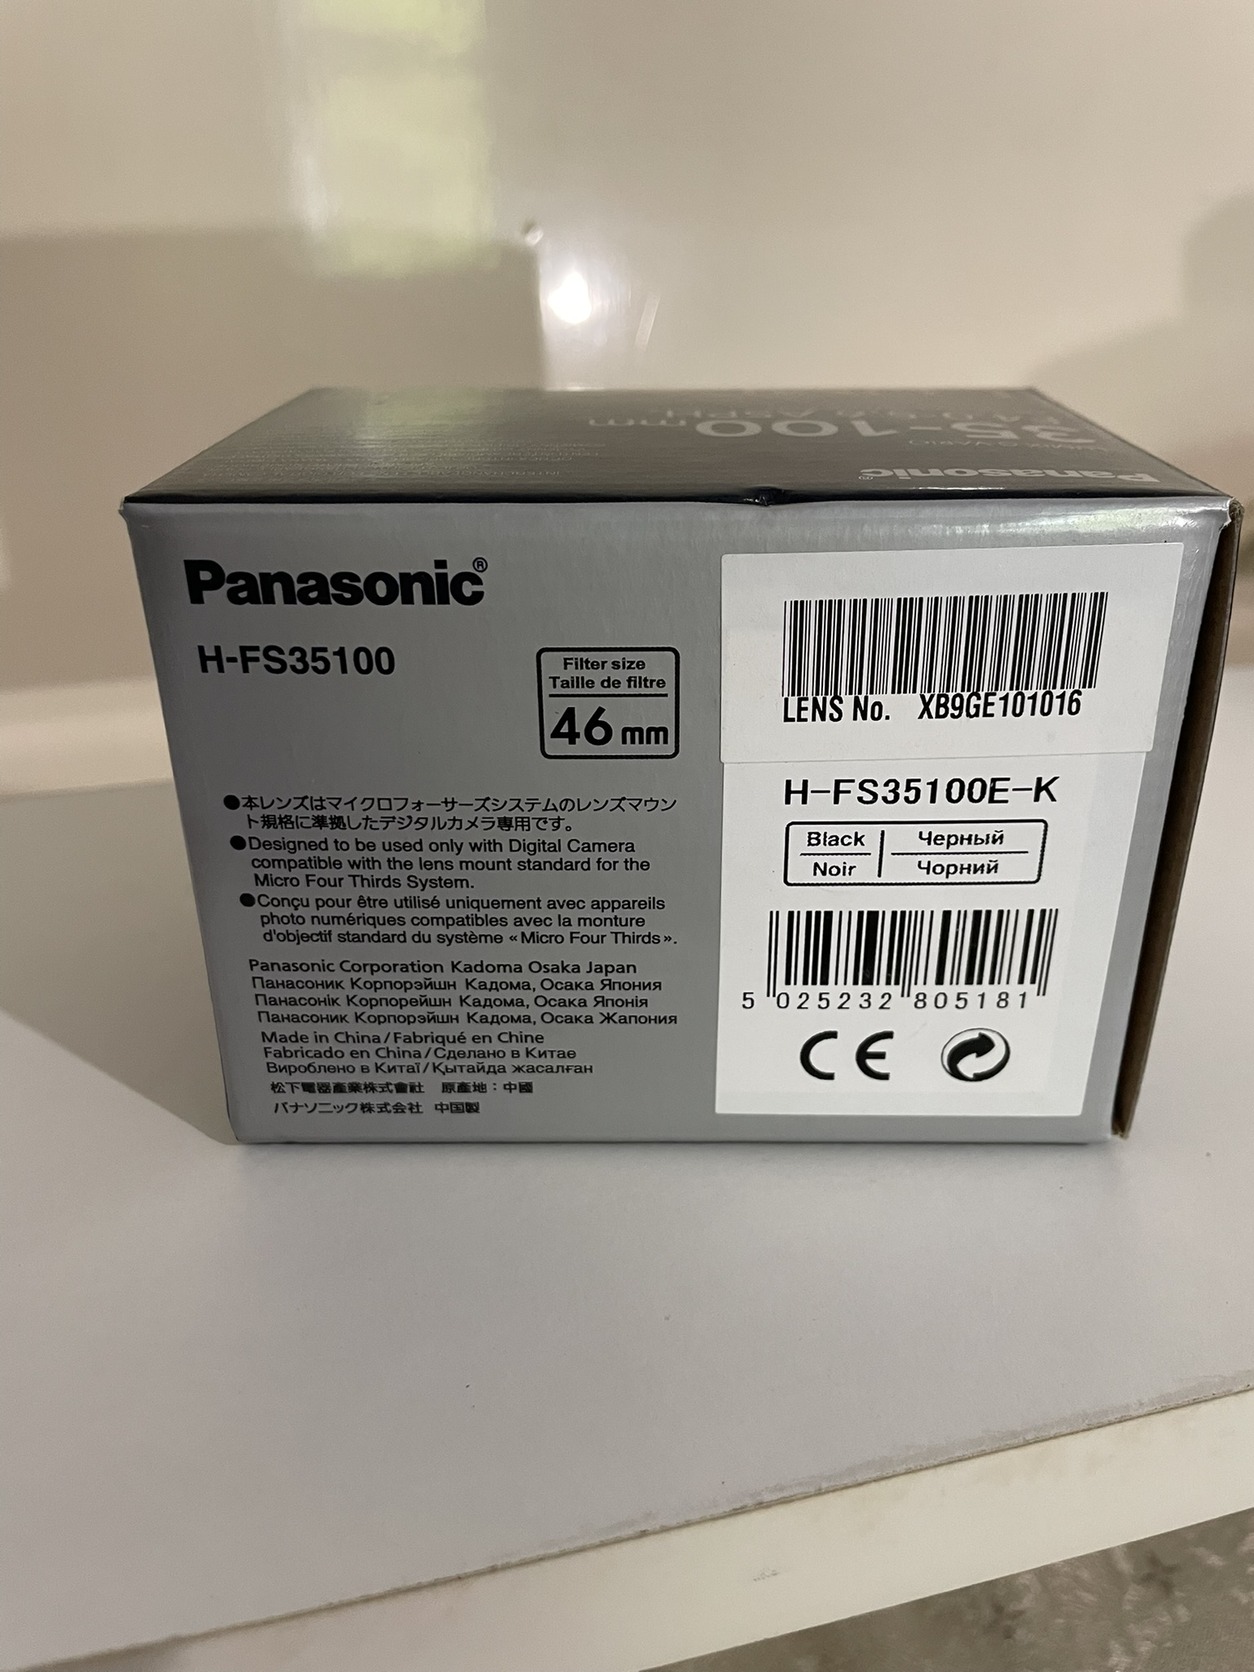 Panasonic®
35-100mm
F4.0-5.6 ASPH.
Panasonic®
H-FS35100
Filter size
Taille de filtre
46 mm
●本レンズはマイクロフォーサーズシステムのレンズマウン
ト規格に準拠したデジタルカメラ専用です。
●Designed to be used only with Digital Camera
compatible with the lens mount standard for the
Micro Four Thirds System.
●Conçu pour être utilisé uniquement avec appareils
photo numériques compatibles avec la monture
d'objectif standard du système « Micro Four Thirds ».
Panasonic Corporation Kadoma Osaka Japan
Панасоник Корпорэйшн Кадома, Осака Япония
Панасонік Корпорейшн Кадома, Осака Японія
Панасоник Корпорэйшн Кадома, Осака Жапония
Made in China / Fabriqué en Chine
Fabricado en China / Сделано в Китае
Вироблено в Китаї / Қытайда жасалған
松下電器產業株式會社 原產地：中國
パナソニック株式会社 中国製
LENS No. XB9GE101016
H-FS35100E-K
Black Черный
Noir Чорний
5 025232 805181
CE